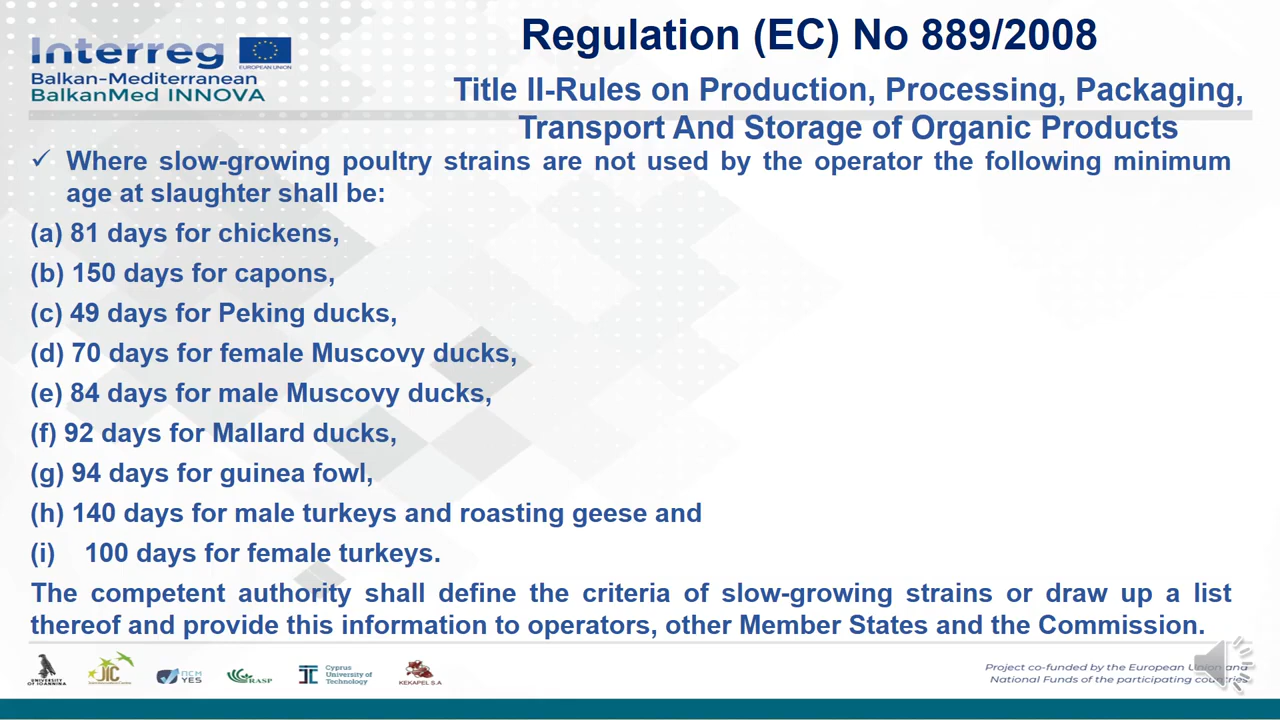 Regulation (EC) No 889/2008
Interreg
EUROPEAN UNION
Balkan-Mediterranean
BalkanMed INNOVA
Title II-Rules on Production, Processing, Packaging,
Transport And Storage of Organic Products
✓ Where slow-growing poultry strains are not used by the operator the following minimum
age at slaughter shall be:
(a) 81 days for chickens,
(b) 150 days for capons,
(c) 49 days for Peking ducks,
(d) 70 days for female Muscovy ducks,
(e) 84 days for male Muscovy ducks,
(f) 92 days for Mallard ducks,
(g) 94 days for guinea fowl,
(h) 140 days for male turkeys and roasting geese and
(i) 100 days for female turkeys.
The competent authority shall define the criteria of slow-growing strains or draw up a list
thereof and provide this information to operators, other Member States and the Commission.
UNIVERSITY
OF IOANNINA
JIC
YES
RASP
Cyprus
University of
Technology
KEKAPEL S.A
Project co-funded by the European Union and
National Funds of the participating countries